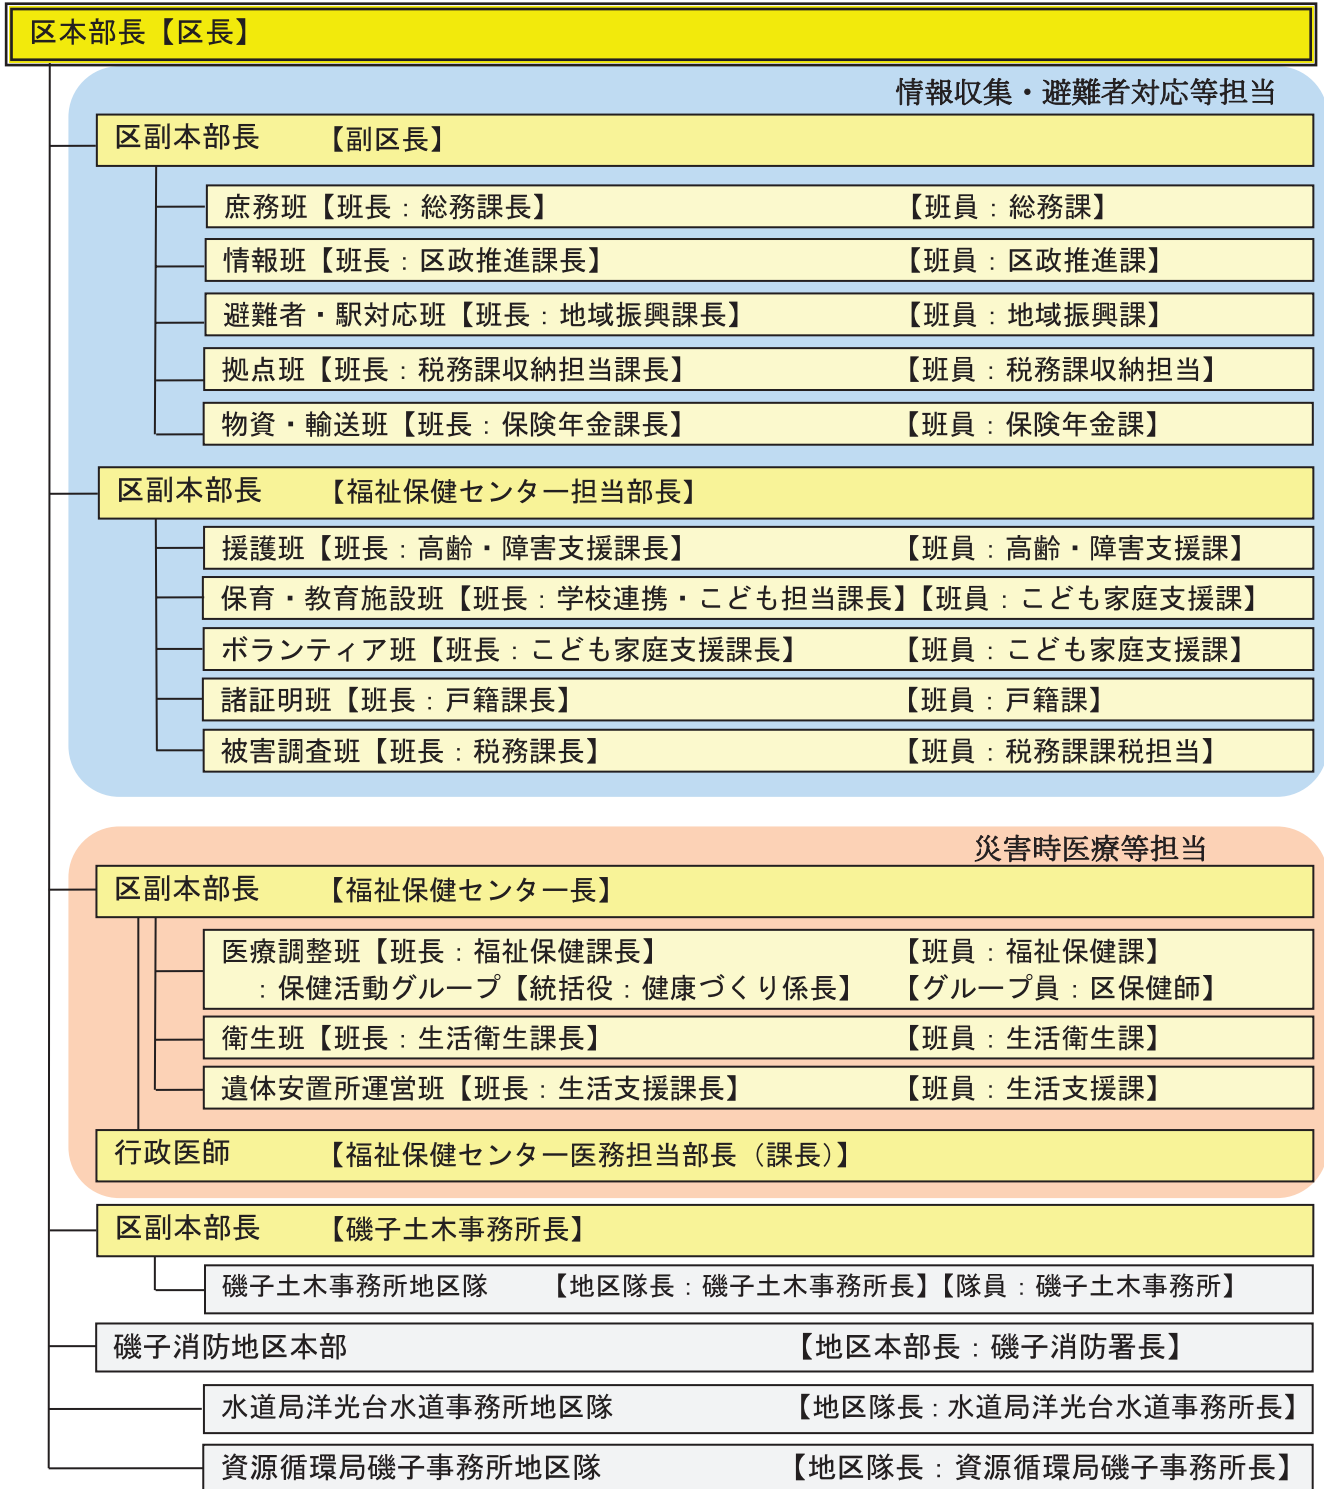 区本部長【区長】
情報収集・避難者対応等担当
区副本部長 【副区長】
庶務班【班長：総務課長】 【班員：総務課】
情報班【班長：区政推進課長】 【班員：区政推進課】
避難者・駅対応班【班長：地域振興課長】 【班員：地域振興課】
拠点班【班長：税務課収納担当課長】 【班員：税務課収納担当】
物資・輸送班【班長：保険年金課長】 【班員：保険年金課】
区副本部長 【福祉保健センター担当部長】
援護班【班長：高齢・障害支援課長】 【班員：高齢・障害支援課】
保育・教育施設班【班長：学校連携・こども担当課長】【班員：こども家庭支援課】
ボランティア班【班長：こども家庭支援課長】 【班員：こども家庭支援課】
諸証明班【班長：戸籍課長】 【班員：戸籍課】
被害調査班【班長：税務課長】 【班員：税務課課税担当】
災害時医療等担当
区副本部長 【福祉保健センター長】
医療調整班【班長：福祉保健課長】 【班員：福祉保健課】
：保健活動グループ【統括役：健康づくり係長】 【グループ員：区保健師】
衛生班【班長：生活衛生課長】 【班員：生活衛生課】
遺体安置所運営班【班長：生活支援課長】 【班員：生活支援課】
行政医師 【福祉保健センター医務担当部長（課長）】
区副本部長 【磯子土木事務所長】
磯子土木事務所地区隊 【地区隊長：磯子土木事務所長】【隊員：磯子土木事務所】
磯子消防地区本部 【地区本部長：磯子消防署長】
水道局洋光台水道事務所地区隊 【地区隊長：水道局洋光台水道事務所長】
資源循環局磯子事務所地区隊 【地区隊長：資源循環局磯子事務所長】